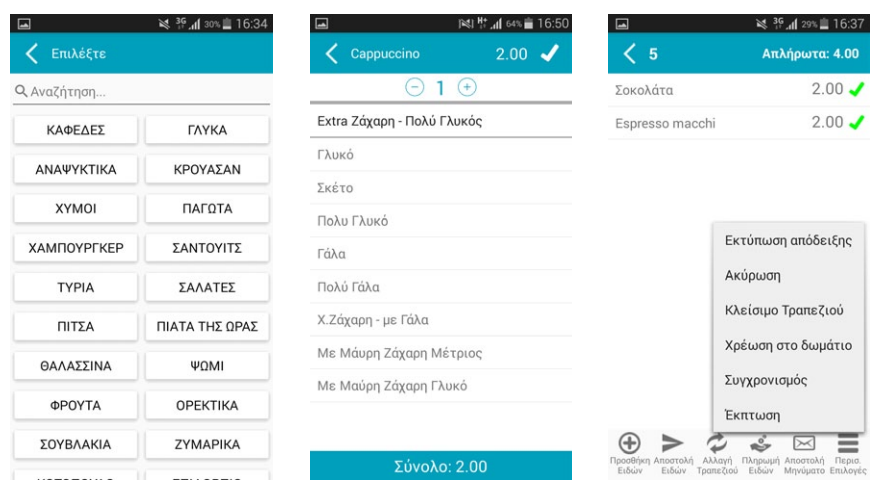 3G 30% 16:34
Επιλέξτε
Αναζήτηση...
ΚΑΦΕΔΕΣ ΓΛΥΚΑ
ΑΝΑΨΥΚΤΙΚΑ ΚΡΟΥΑΣΑΝ
ΧΥΜΟΙ ΠΑΓΩΤΑ
ΧΑΜΠΟΥΡΓΚΕΡ ΣΑΝΤΟΥΙΤΣ
ΤΥΡΙΑ ΣΑΛΑΤΕΣ
ΠΙΤΣΑ ΠΙΑΤΑ ΤΗΣ ΩΡΑΣ
ΘΑΛΑΣΣΙΝΑ ΨΩΜΙ
ΦΡΟΥΤΑ ΟΡΕΚΤΙΚΑ
ΣΟΥΒΛΑΚΙΑ ΖΥΜΑΡΙΚΑ
H+ 64% 16:50
Cappuccino 2.00
1
Extra Ζάχαρη - Πολύ Γλυκός
Γλυκό
Σκέτο
Πολυ Γλυκό
Γάλα
Πολύ Γάλα
Χ.Ζάχαρη - με Γάλα
Με Μάυρη Ζάχαρη Μέτριος
Με Μαύρη Ζάχαρη Γλυκό
Σύνολο: 2.00
3G 29% 16:37
5 Απλήρωτα: 4.00
Σοκολάτα 2.00
Espresso macchi 2.00
Εκτύπωση απόδειξης
Ακύρωση
Κλείσιμο Τραπεζιού
Χρέωση στο δωμάτιο
Συγχρονισμός
Έκπτωση
Προσθήκη Αποστολή Αλλαγή Πληρωμή Αποστολή Περισ.
Ειδών Ειδών Τραπεζιού Ειδών Μηνύματο Επιλογές